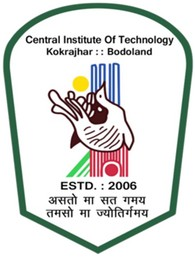 Central Institute Of Technology
Kokrajhar : : Bodoland
ESTD. : 2006
असतो मा सत गमय
तमसो मा ज्योतिर्गमय